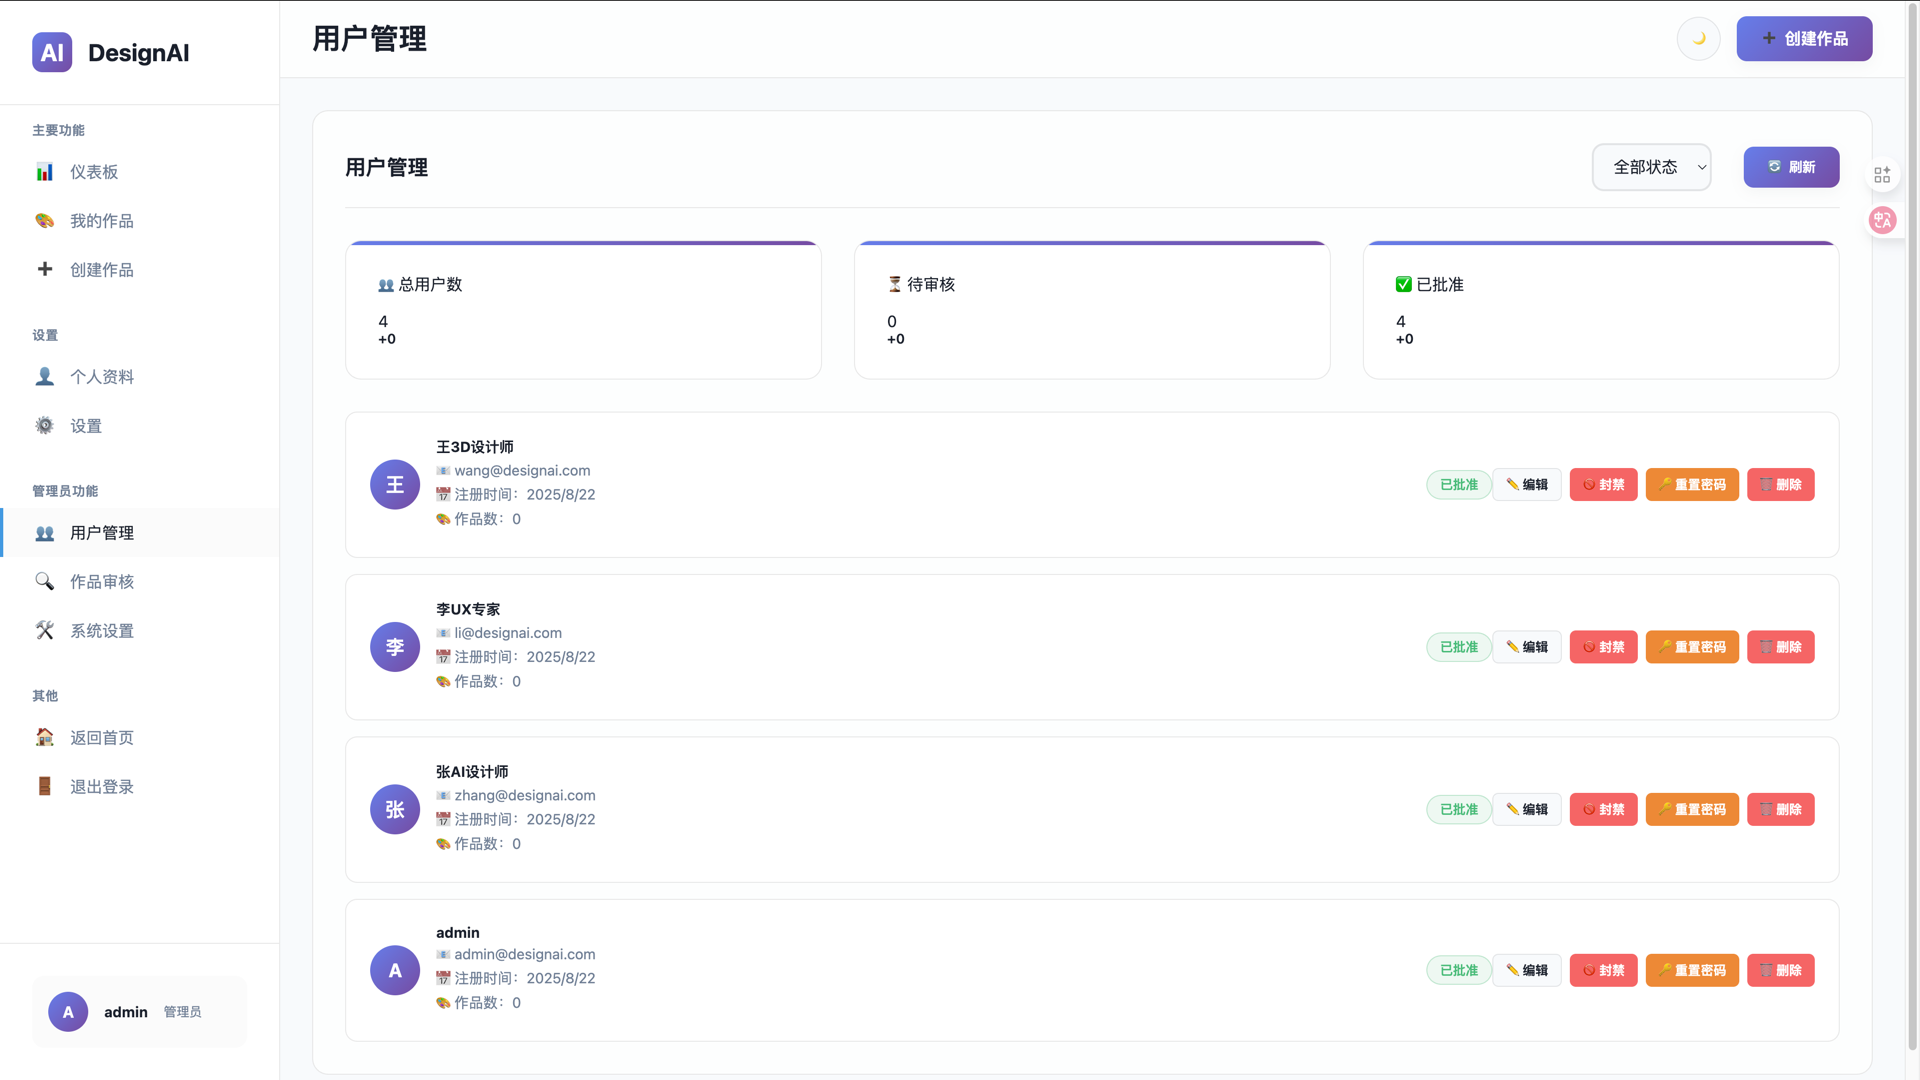 AI DesignAI
主要功能
仪表板
我的作品
创建作品
设置
个人资料
设置
管理员功能
用户管理
作品审核
系统设置
其他
返回首页
退出登录
A admin 管理员
用户管理
创建作品
用户管理
全部状态
刷新
总用户数
4
+0
待审核
0
+0
已批准
4
+0
王
王3D设计师
wang@designai.com
注册时间：2025/8/22
作品数：0
已批准 编辑 封禁 重置密码 删除
李
李UX专家
li@designai.com
注册时间：2025/8/22
作品数：0
已批准 编辑 封禁 重置密码 删除
张
张AI设计师
zhang@designai.com
注册时间：2025/8/22
作品数：0
已批准 编辑 封禁 重置密码 删除
A
admin
admin@designai.com
注册时间：2025/8/22
作品数：0
已批准 编辑 封禁 重置密码 删除
中A